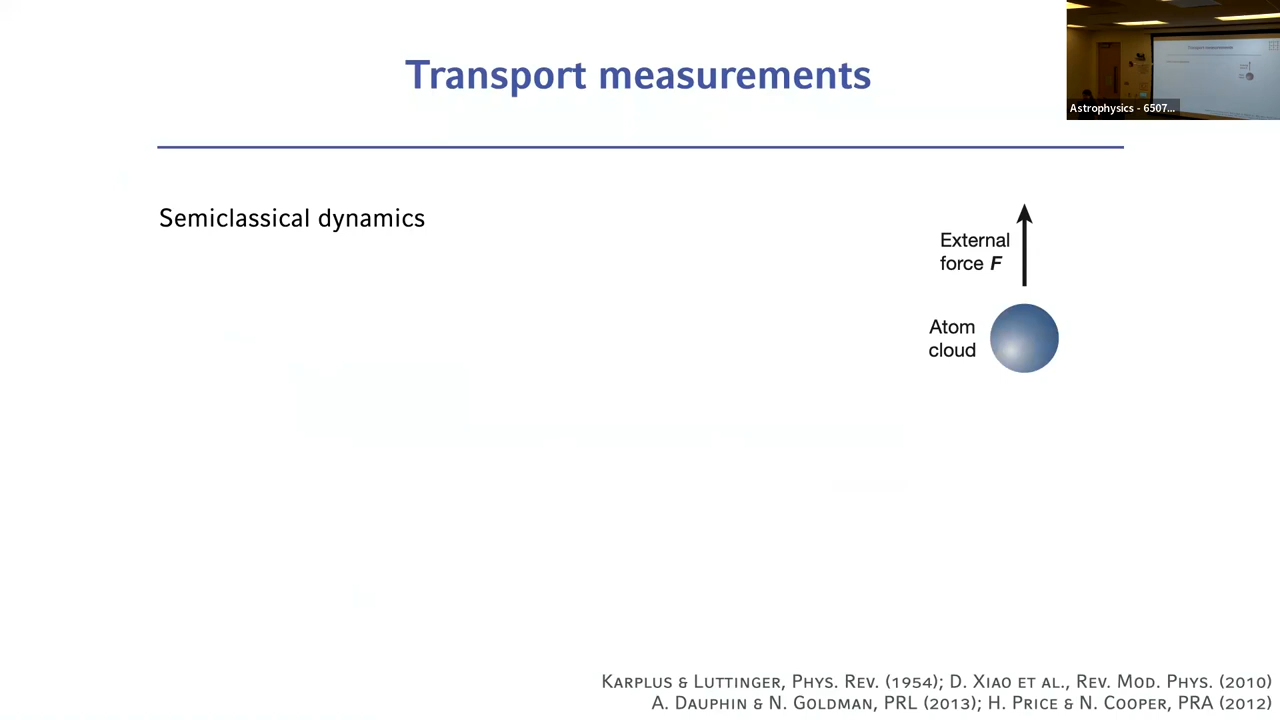 Transport measurements
Astrophysics - 6507...
Semiclassical dynamics
External
force F
Atom
cloud
Karplus & Luttinger, Phys. Rev. (1954); D. Xiao et al., Rev. Mod. Phys. (2010)
A. Dauphin & N. Goldman, PRL (2013); H. Price & N. Cooper, PRA (2012)